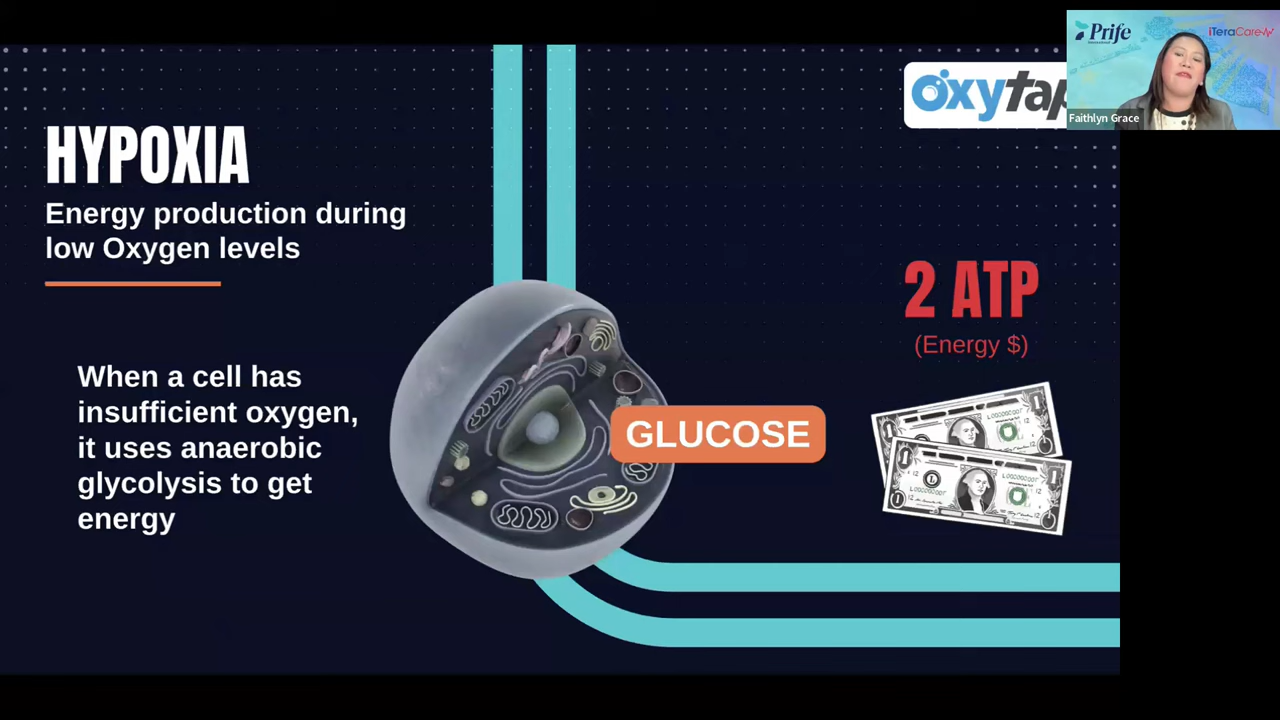 HYPOXIA
Energy production during
low Oxygen levels
When a cell has
insufficient oxygen,
it uses anaerobic
glycolysis to get
energy
GLUCOSE
oxytap
2 ATP
(Energy $)
Prife
iTeraCare
Faithlyn Grace